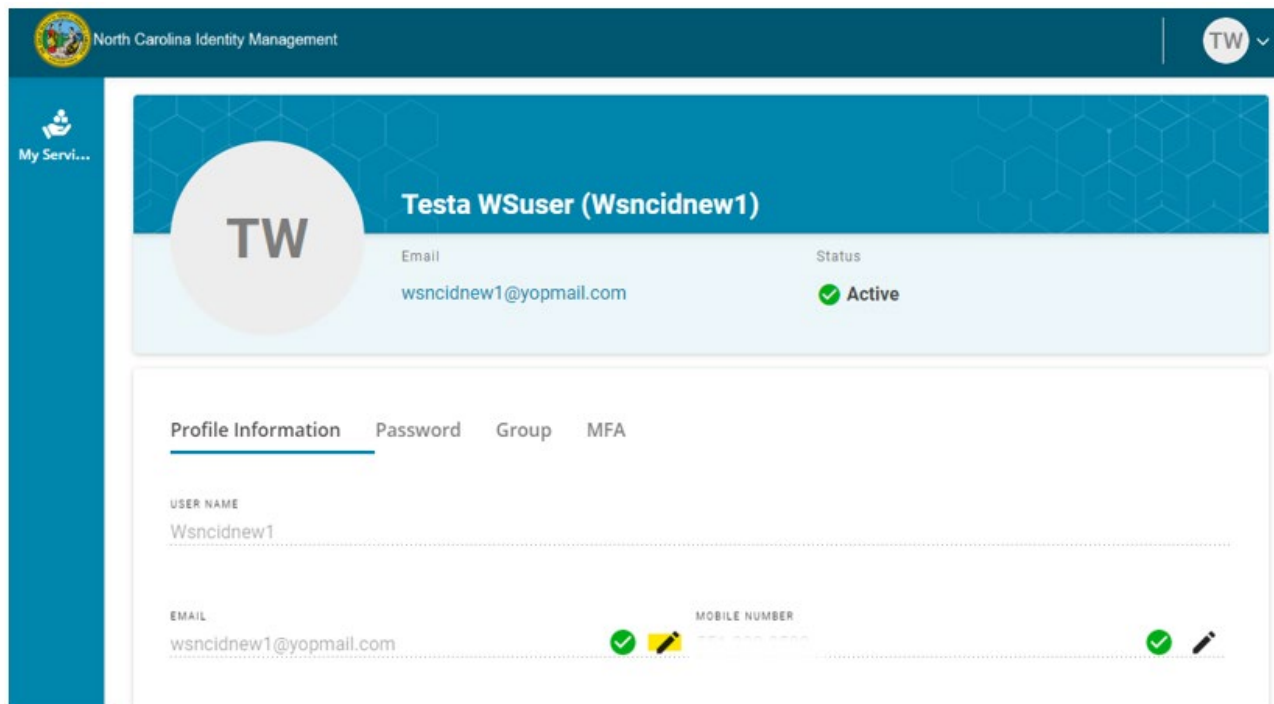 North Carolina Identity Management
TW
My Servi...
TW
Testa WSuser (Wsncidnew1)
Email
Status
wsncidnew1@yopmail.com
Active
Profile Information Password Group MFA
USER NAME
Wsncidnew1
EMAIL
MOBILE NUMBER
wsncidnew1@yopmail.com